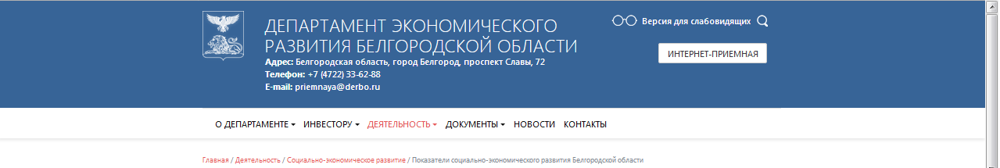 ДЕПАРТАМЕНТ ЭКОНОМИЧЕСКОГО
РАЗВИТИЯ БЕЛГОРОДСКОЙ ОБЛАСТИ
Адрес: Белгородская область, город Белгород, проспект Славы, 72
Телефон: +7 (4722) 33-62-88
E-mail: priemnaya@derbo.ru
Версия для слабовидящих
ИНТЕРНЕТ-ПРИЕМНАЯ
О ДЕПАРТАМЕНТЕ ИНВЕСТОРУ ДЕЯТЕЛЬНОСТЬ ДОКУМЕНТЫ НОВОСТИ КОНТАКТЫ
Главная / Деятельность / Социально-экономическое развитие / Показатели социально-экономического развития Белгородской области